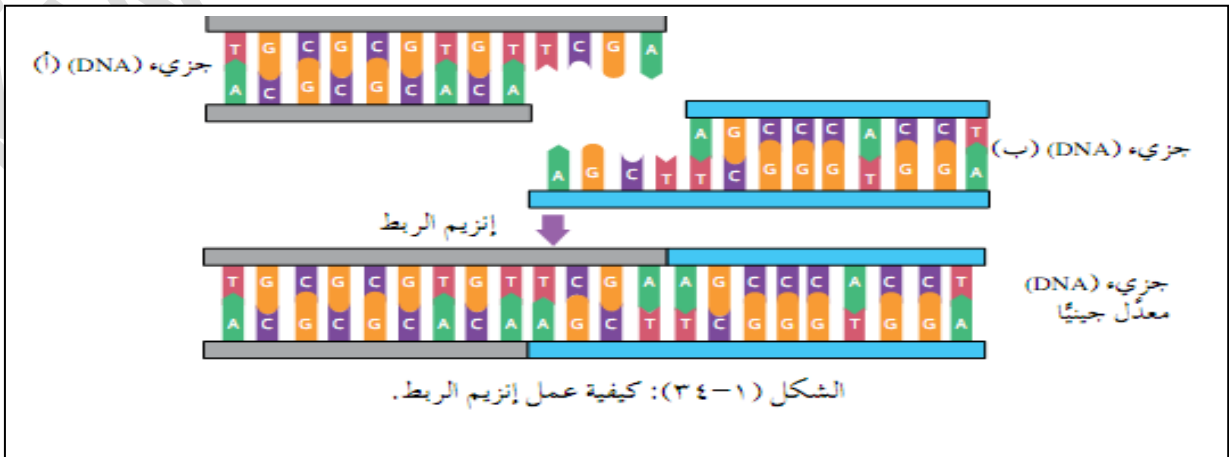 T G C G C G T G T T C G A
جزيء (DNA) (أ)
A C G C G C A C A
A G C C C A C C T
جزيء (DNA) (ب)
A G C T T C G G G T G G A
إنزيم الربط
T G C G C G T G T T C G A A G C C C A C C T
جزيء (DNA)
معدَّل جينيًّا
A C G C G C A C A A G C T T C G G G T G G A
الشكل (١-٣٤): كيفية عمل إنزيم الربط.